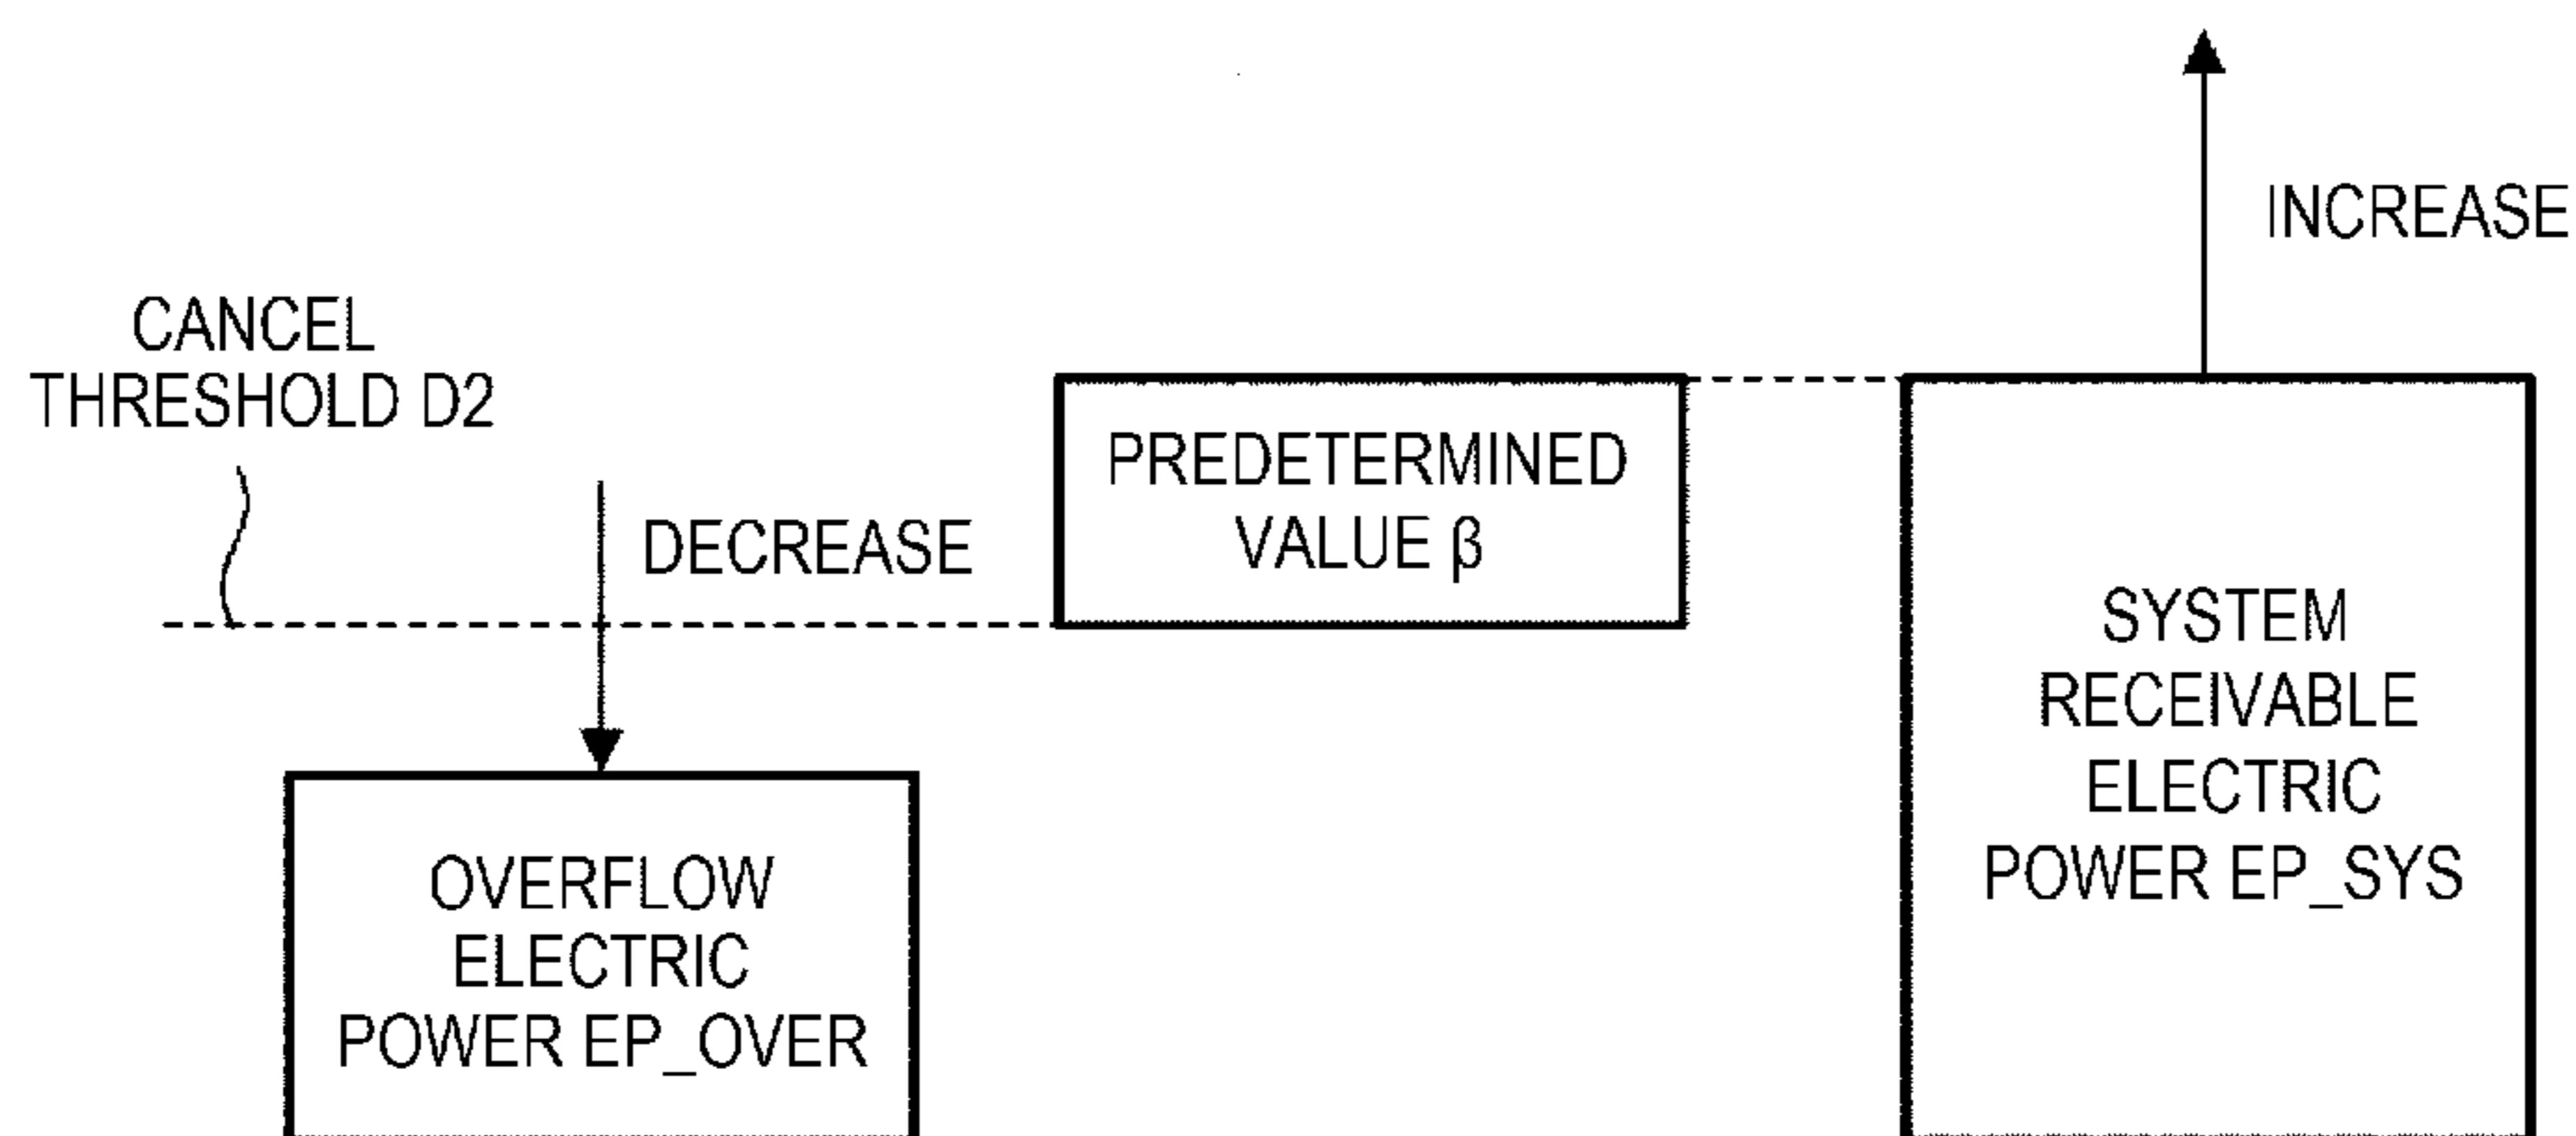 INCREASE
CANCEL
THRESHOLD D2
DECREASE
PREDETERMINED
VALUE β
SYSTEM
RECEIVABLE
ELECTRIC
POWER EP_SYS
OVERFLOW
ELECTRIC
POWER EP_OVER